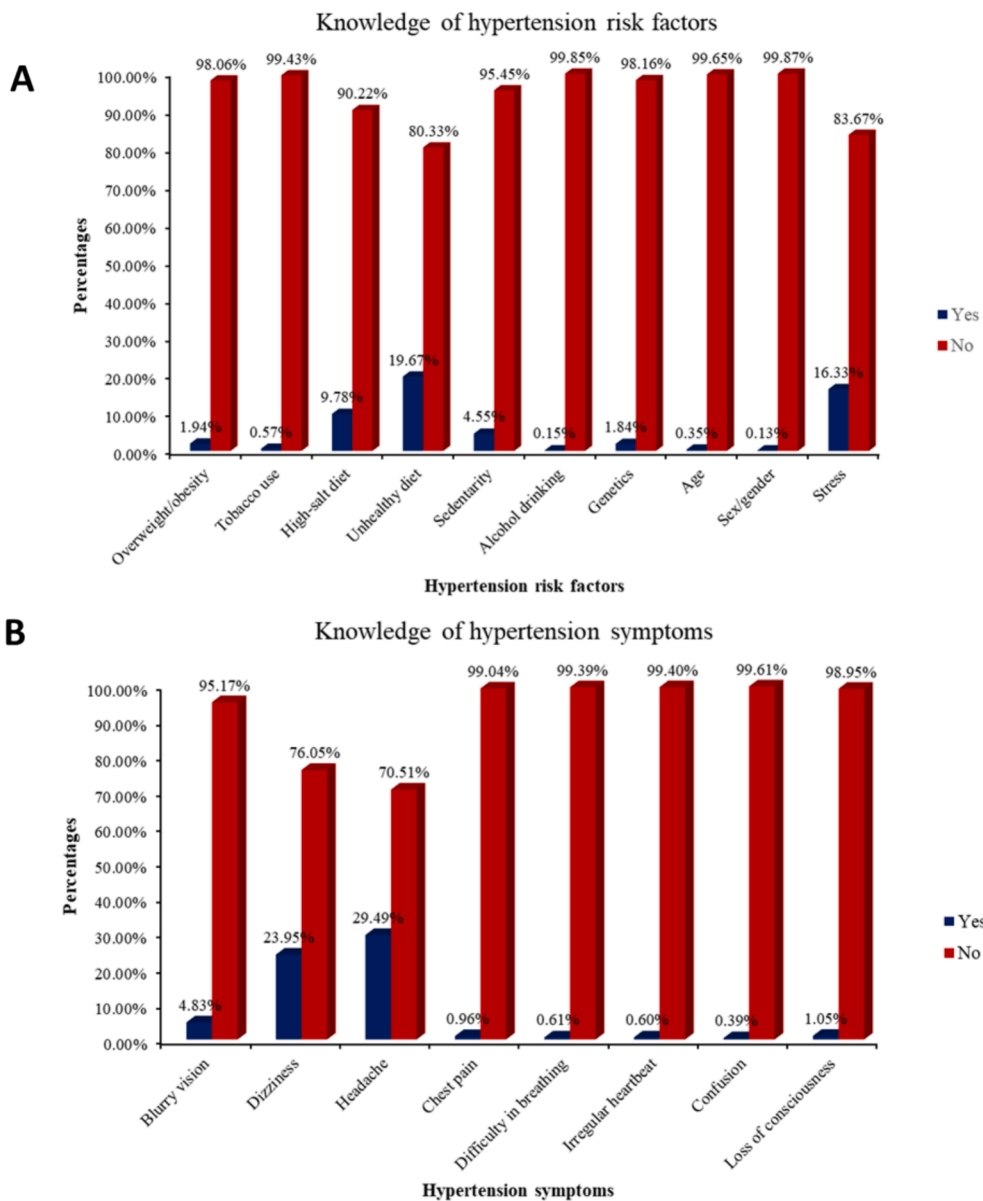 Knowledge of hypertension risk factors
A
98.06% 99.43% 90.22% 80.33% 95.45% 99.85% 98.16% 99.65% 99.87% 83.67%
100.00%
90.00%
80.00%
70.00%
60.00%
50.00%
40.00%
30.00%
20.00%
10.00%
0.00%
Percentages
1.94% 0.57% 9.78% 19.67% 4.55% 0.15% 1.84% 0.35% 0.13% 16.33%
Yes
No
Overweight/obesity
Tobacco use
High-salt diet
Unhealthy diet
Sedentarity
Alcohol drinking
Genetics
Age
Sex/gender
Stress
Hypertension risk factors
B
Knowledge of hypertension symptoms
95.17% 76.05% 70.51% 99.04% 99.39% 99.40% 99.61% 98.95%
100.00%
90.00%
80.00%
70.00%
60.00%
50.00%
40.00%
30.00%
20.00%
10.00%
0.00%
Percentages
4.83% 23.95% 29.49% 0.96% 0.61% 0.60% 0.39% 1.05%
Yes
No
Blurry vision
Dizziness
Headache
Chest pain
Difficulty in breathing
Irregular heartbeat
Confusion
Loss of consciousness
Hypertension symptoms